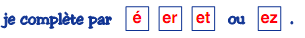 je complète par é er et ou ez .